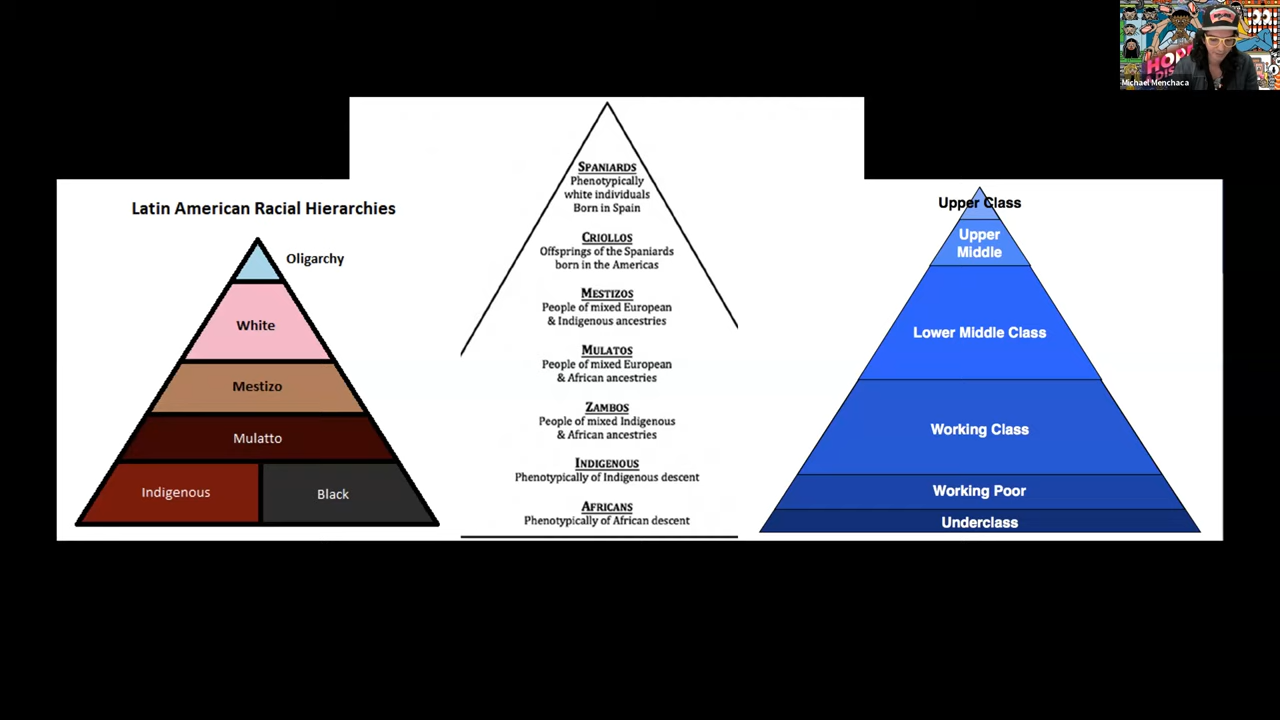 Michael Menchaca
HOPE
DIS
Latin American Racial Hierarchies
Oligarchy
White
Mestizo
Mulatto
Indigenous
Black
SPANIARDS
Phenotypically
white individuals
Born in Spain
CRIOLLOS
Offsprings of the Spaniards
born in the Americas
MESTIZOS
People of mixed European
& Indigenous ancestries
MULATOS
People of mixed European
& African ancestries
ZAMBOS
People of mixed Indigenous
& African ancestries
INDIGENOUS
Phenotypically of Indigenous descent
AFRICANS
Phenotypically of African descent
Upper Class
Upper
Middle
Lower Middle Class
Working Class
Working Poor
Underclass